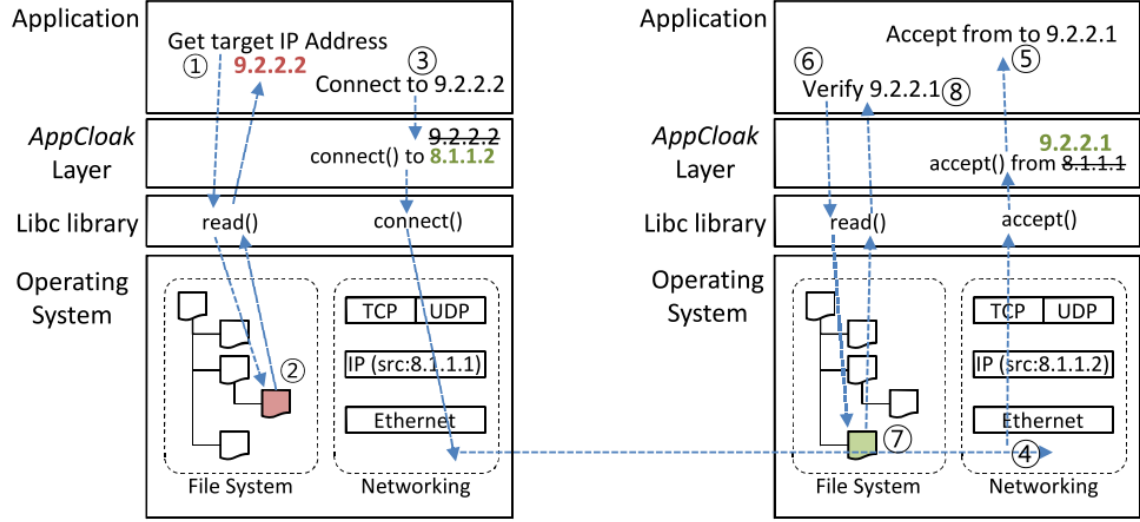 Application
Get target IP Address
① 9.2.2.2
③
Connect to 9.2.2.2
AppCloak
Layer
9.2.2.2
connect() to 8.1.1.2
Libc library
read()
connect()
Operating
System
②
TCP
UDP
IP (src:8.1.1.1)
Ethernet
File System
Networking
Application
Accept from to 9.2.2.1
⑤
⑥
Verify 9.2.2.1 ⑧
AppCloak
Layer
9.2.2.1
accept() from 8.1.1.1
Libc library
read()
accept()
Operating
System
TCP
UDP
IP (src:8.1.1.2)
Ethernet
⑦
④
File System
Networking